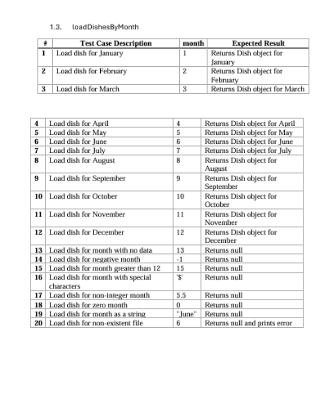 1.3. loadDishesByMonth
# Test Case Description month Expected Result
1 Load dish for January 1 Returns Dish object for
January
2 Load dish for February 2 Returns Dish object for
February
3 Load dish for March 3 Returns Dish object for March
4 Load dish for April 4 Returns Dish object for April
5 Load dish for May 5 Returns Dish object for May
6 Load dish for June 6 Returns Dish object for June
7 Load dish for July 7 Returns Dish object for July
8 Load dish for August 8 Returns Dish object for
August
9 Load dish for September 9 Returns Dish object for
September
10 Load dish for October 10 Returns Dish object for
October
11 Load dish for November 11 Returns Dish object for
November
12 Load dish for December 12 Returns Dish object for
December
13 Load dish for month with no data 13 Returns null
14 Load dish for negative month -1 Returns null
15 Load dish for month greater than 12 15 Returns null
16 Load dish for month with special '$' Returns null
characters
17 Load dish for non-integer month 5.5 Returns null
18 Load dish for zero month 0 Returns null
19 Load dish for month as a string "June" Returns null
20 Load dish for non-existent file 6 Returns null and prints error